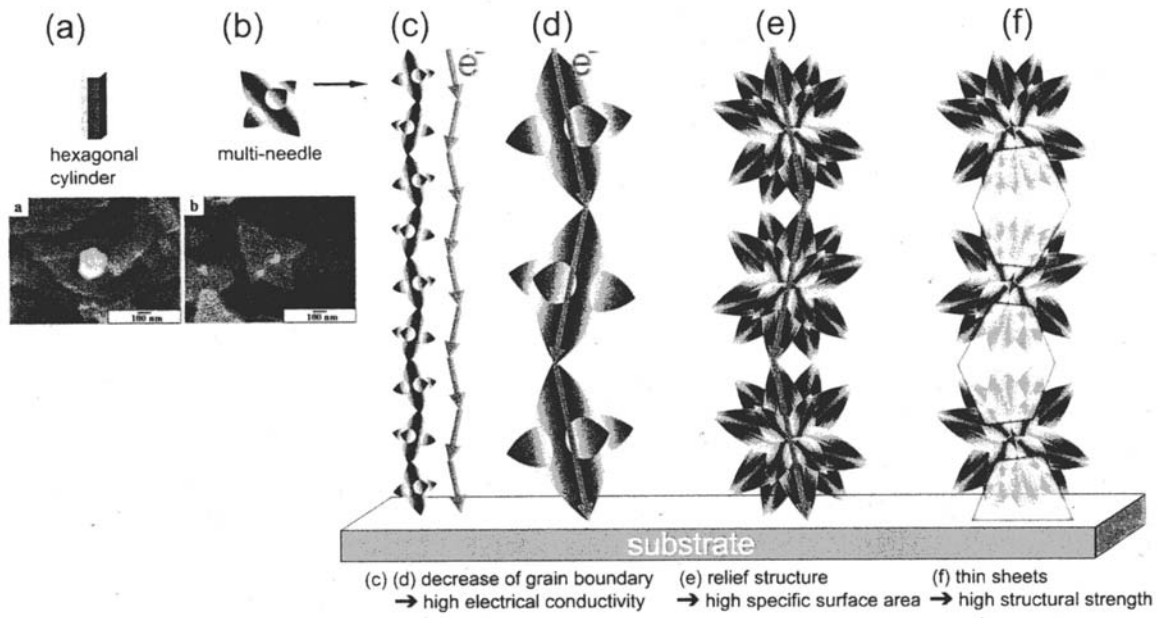 (a)
(b)
(c)
(d)
(e)
(f)
hexagonal
cylinder
multi-needle
a
b
100 nm
100 nm
substrate
(c) (d) decrease of grain boundary
➔ high electrical conductivity
(e) relief structure
➔ high specific surface area
(f) thin sheets
➔ high structural strength